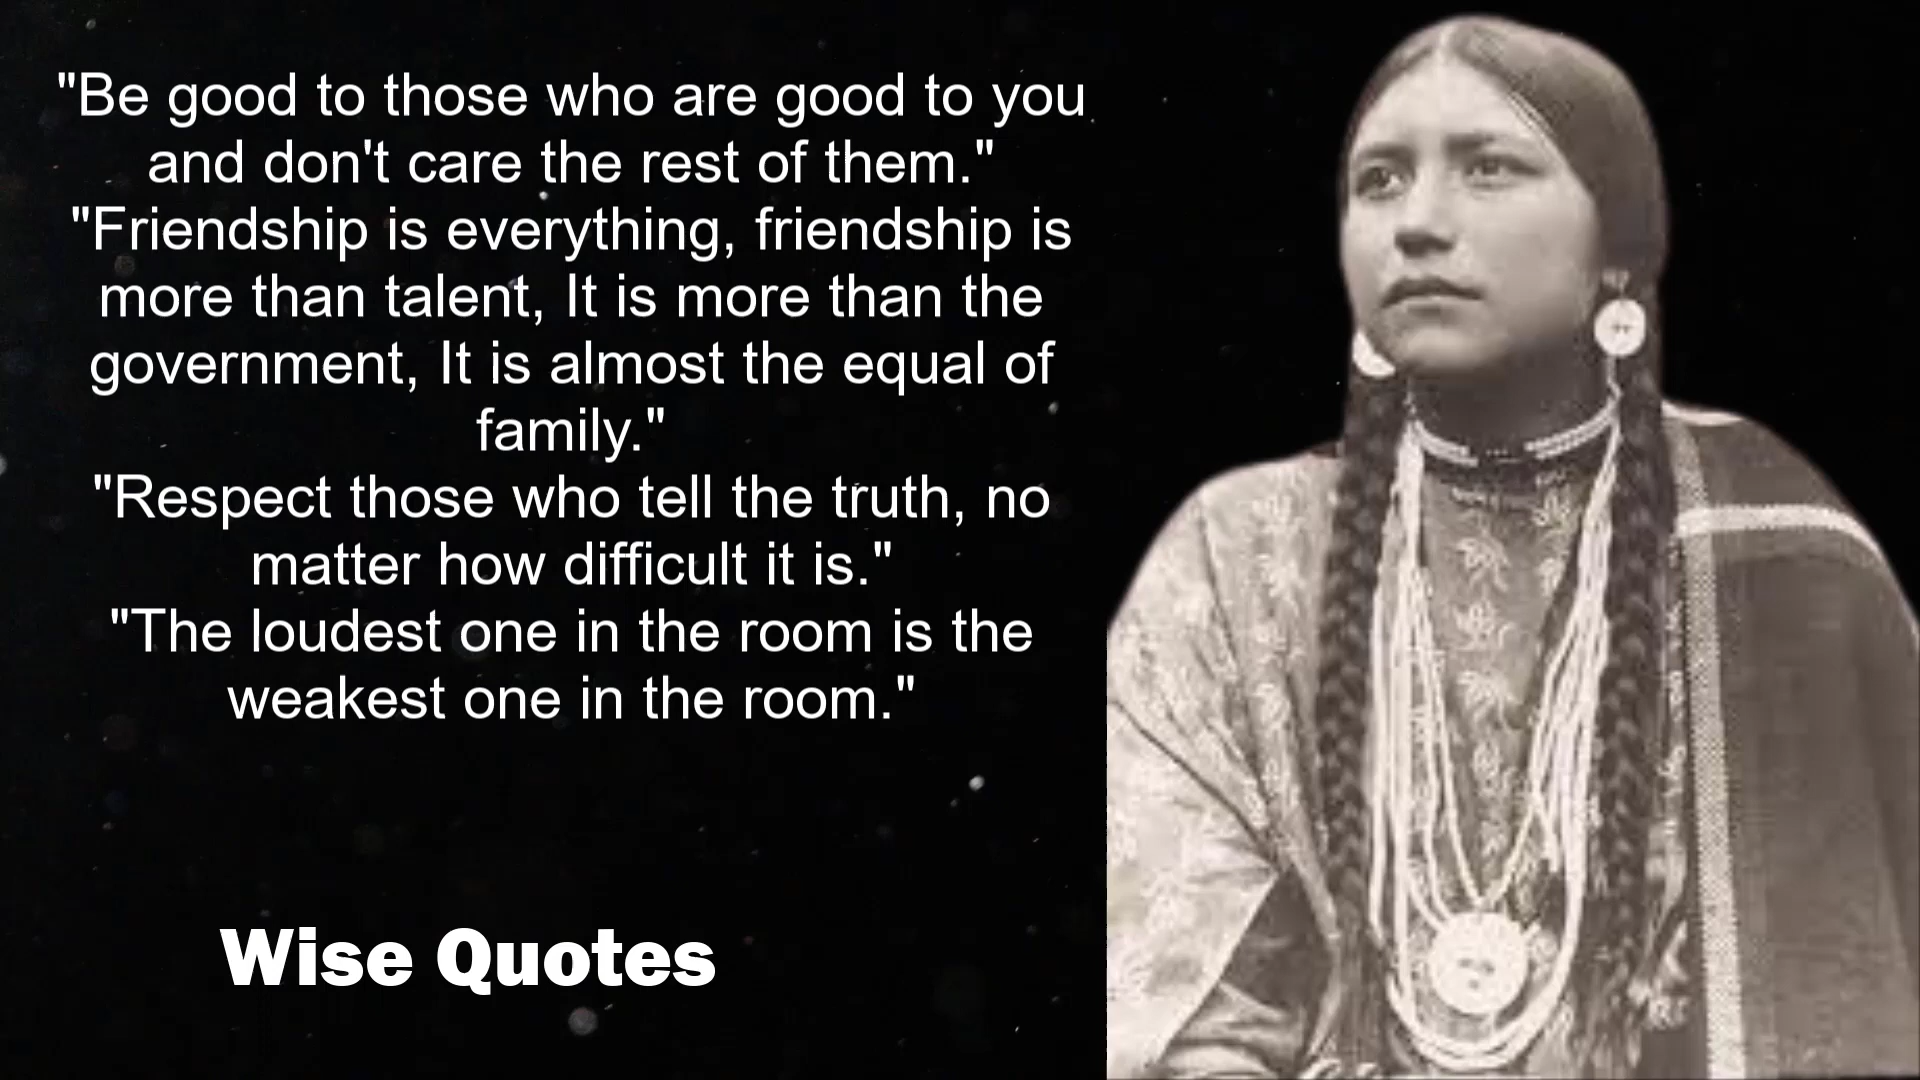 "Be good to those who are good to you
and don't care the rest of them."
"Friendship is everything, friendship is
more than talent, It is more than the
government, It is almost the equal of
family."
"Respect those who tell the truth, no
matter how difficult it is."
"The loudest one in the room is the
weakest one in the room."
Wise Quotes